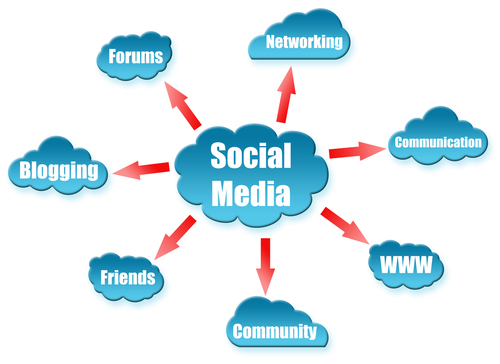 Networking
Forums
Communication
Social
Media
Blogging
WWW
Friends
Community